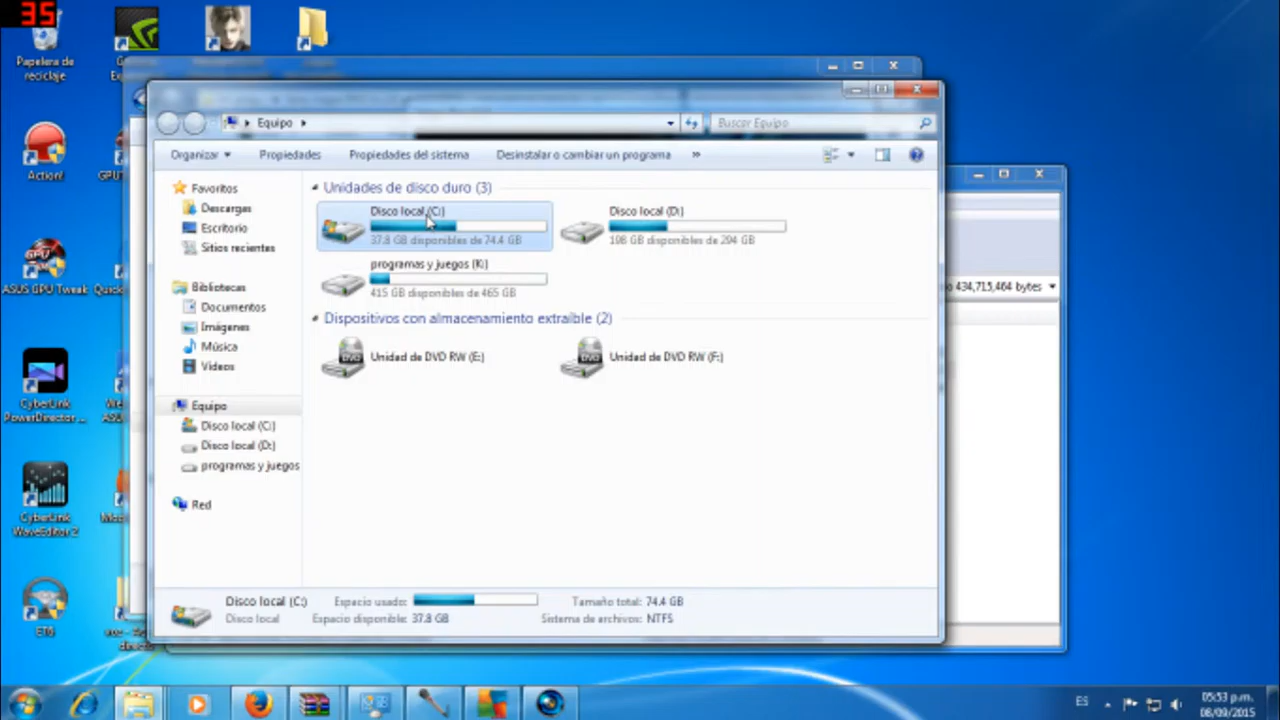 35
Papelera de
reciclaje
Action!
GPU
ASUS GPU Tweak
Quick
CyberLink
PowerDirector ...
CyberLink
WaveEditor 2
Equipo
Buscar Equipo
Organizar
Propiedades
Propiedades del sistema
Desinstalar o cambiar un programa
»
Favoritos
Descargas
Escritorio
Sitios recientes
Bibliotecas
Documentos
Imágenes
Música
Vídeos
Equipo
Disco local (C:)
Disco local (D:)
programas y juegos
Red
Unidades de disco duro (3)
Disco local (C:)
37.8 GB disponibles de 74.4 GB
Disco local (D:)
198 GB disponibles de 294 GB
programas y juegos (K:)
415 GB disponibles de 465 GB
Dispositivos con almacenamiento extraíble (2)
DVD
Unidad de DVD RW (E:)
DVD
Unidad de DVD RW (F:)
o 434,715,464 bytes
Disco local (C:)
Disco local
Espacio usado:
Espacio disponible: 37.8 GB
Tamaño total: 74.4 GB
Sistema de archivos: NTFS
ES
05:53 p.m.
08/09/2015